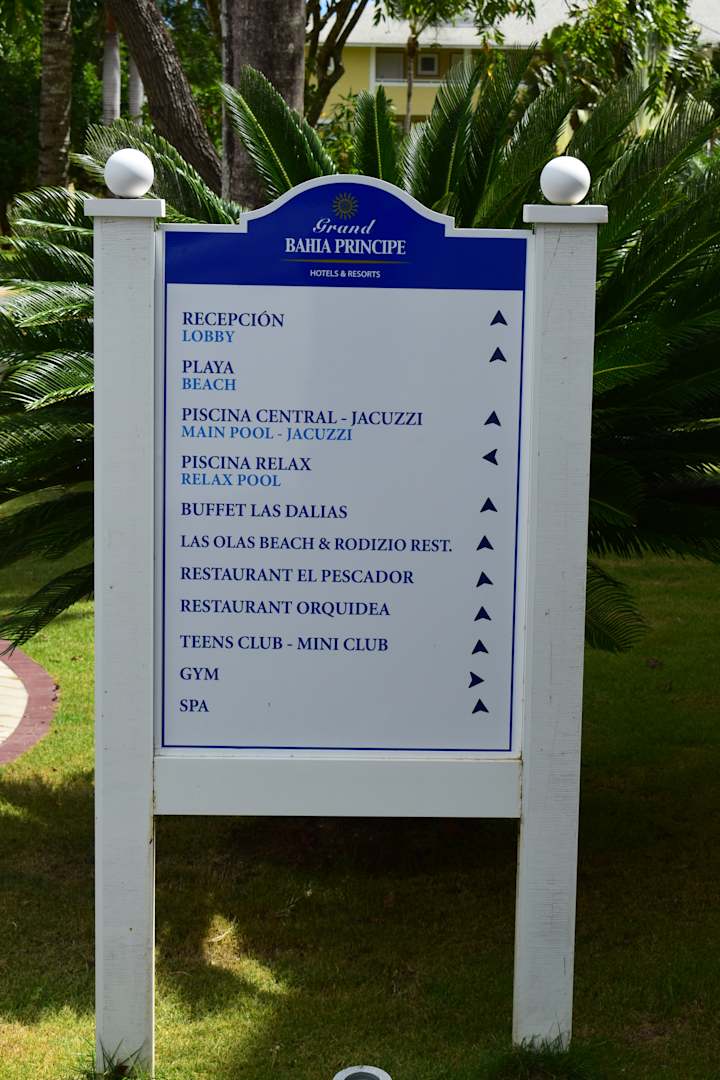 Grand
BAHIA PRINCIPE
HOTELS & RESORTS
RECEPCIÓN
LOBBY
PLAYA
BEACH
PISCINA CENTRAL - JACUZZI
MAIN POOL - JACUZZI
PISCINA RELAX
RELAX POOL
BUFFET LAS DALIAS
LAS OLAS BEACH & RODIZIO REST.
RESTAURANT EL PESCADOR
RESTAURANT ORQUIDEA
TEENS CLUB - MINI CLUB
GYM
SPA